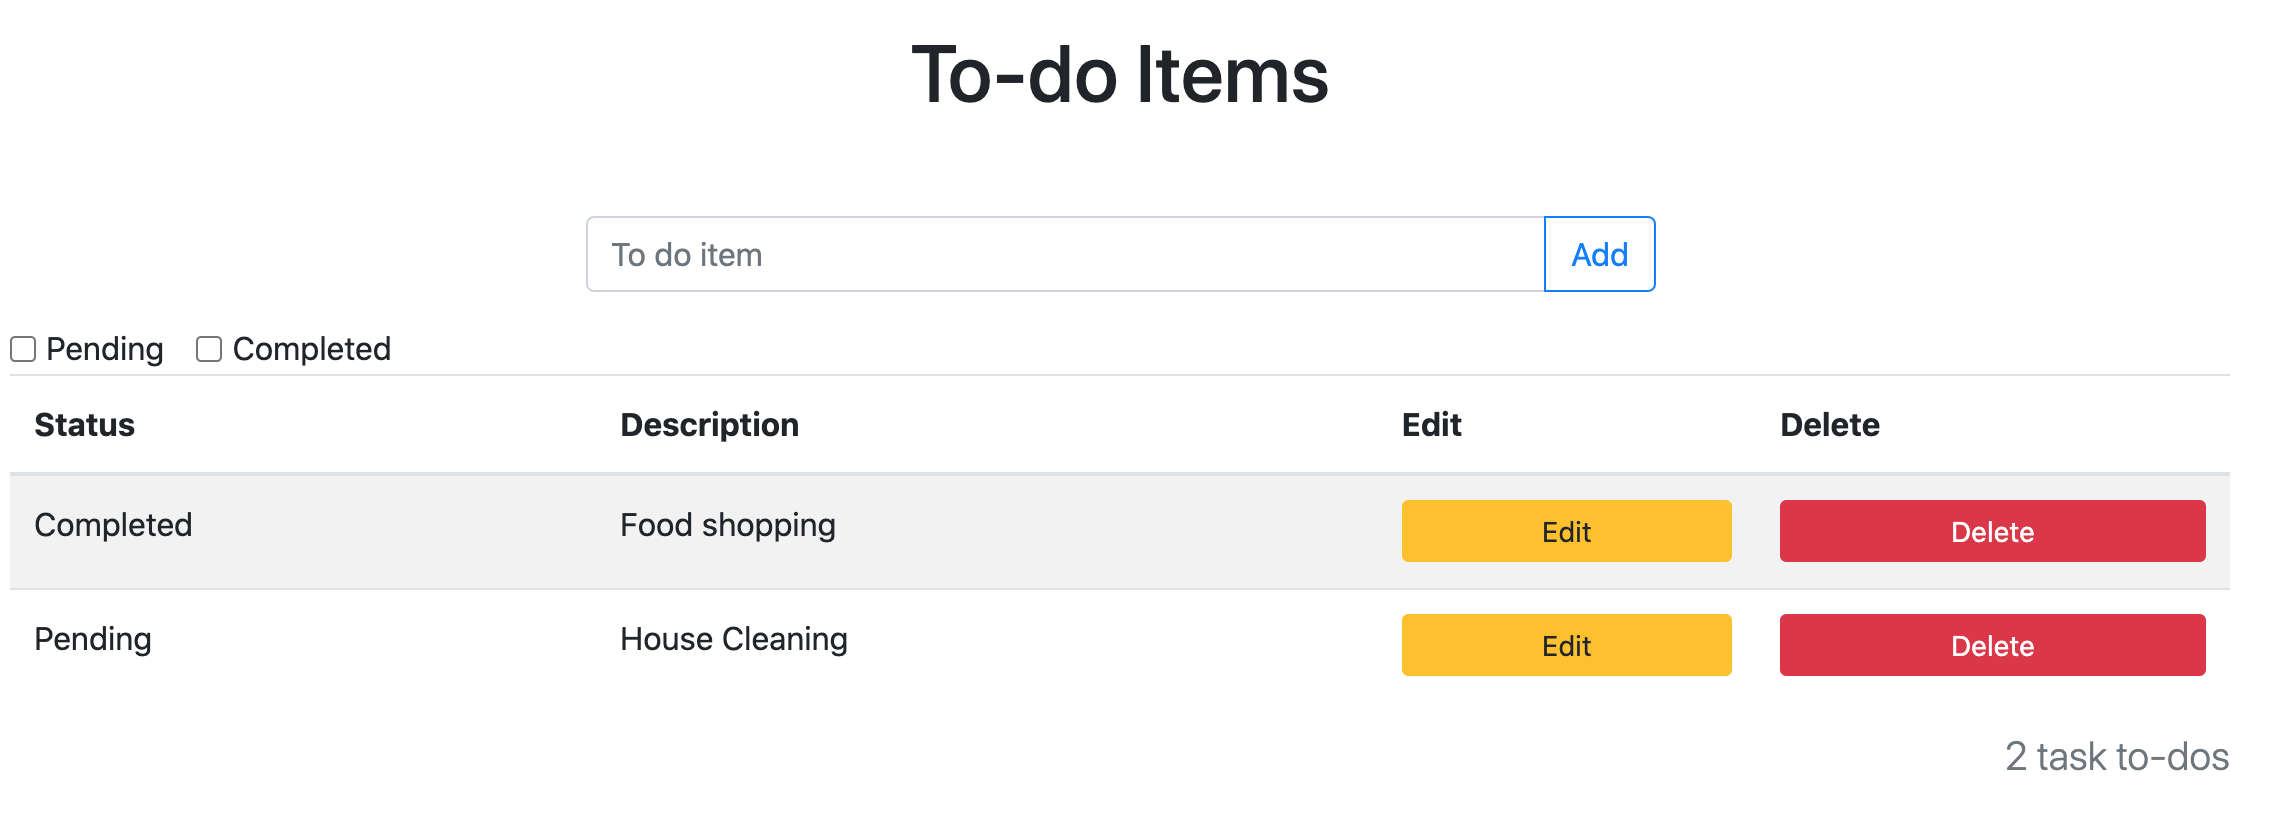 To-do Items
To do item Add
Pending Completed
Status Description Edit Delete
Completed Food shopping Edit Delete
Pending House Cleaning Edit Delete
2 task to-dos